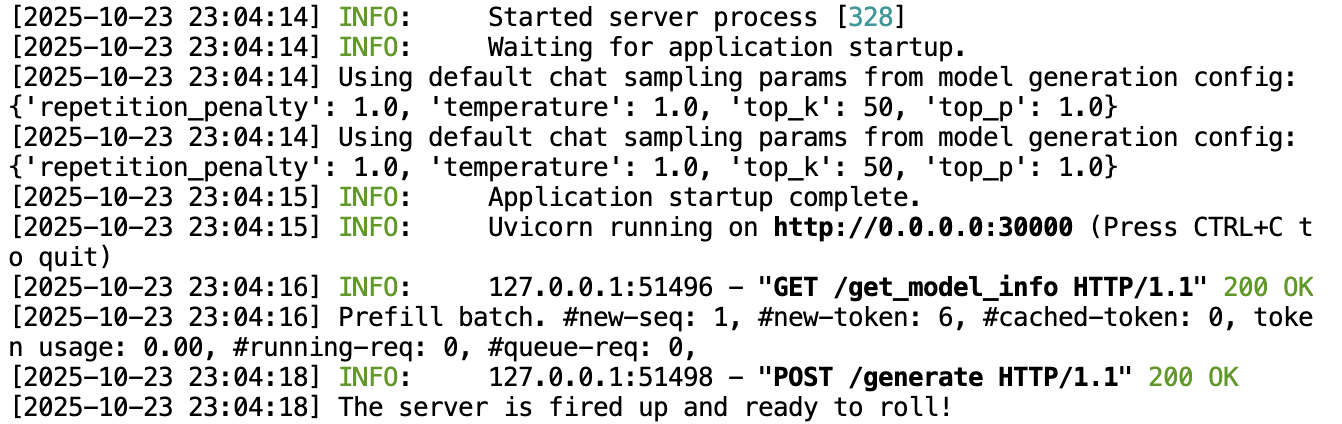 [2025-10-23 23:04:14] INFO:     Started server process [328]
[2025-10-23 23:04:14] INFO:     Waiting for application startup.
[2025-10-23 23:04:14] Using default chat sampling params from model generation config:
{'repetition_penalty': 1.0, 'temperature': 1.0, 'top_k': 50, 'top_p': 1.0}
[2025-10-23 23:04:14] Using default chat sampling params from model generation config:
{'repetition_penalty': 1.0, 'temperature': 1.0, 'top_k': 50, 'top_p': 1.0}
[2025-10-23 23:04:15] INFO:     Application startup complete.
[2025-10-23 23:04:15] INFO:     Uvicorn running on http://0.0.0.0:30000 (Press CTRL+C t
o quit)
[2025-10-23 23:04:16] INFO:     127.0.0.1:51496 - "GET /get_model_info HTTP/1.1" 200 OK
[2025-10-23 23:04:16] Prefill batch. #new-seq: 1, #new-token: 6, #cached-token: 0, toke
n usage: 0.00, #running-req: 0, #queue-req: 0,
[2025-10-23 23:04:18] INFO:     127.0.0.1:51498 - "POST /generate HTTP/1.1" 200 OK
[2025-10-23 23:04:18] The server is fired up and ready to roll!